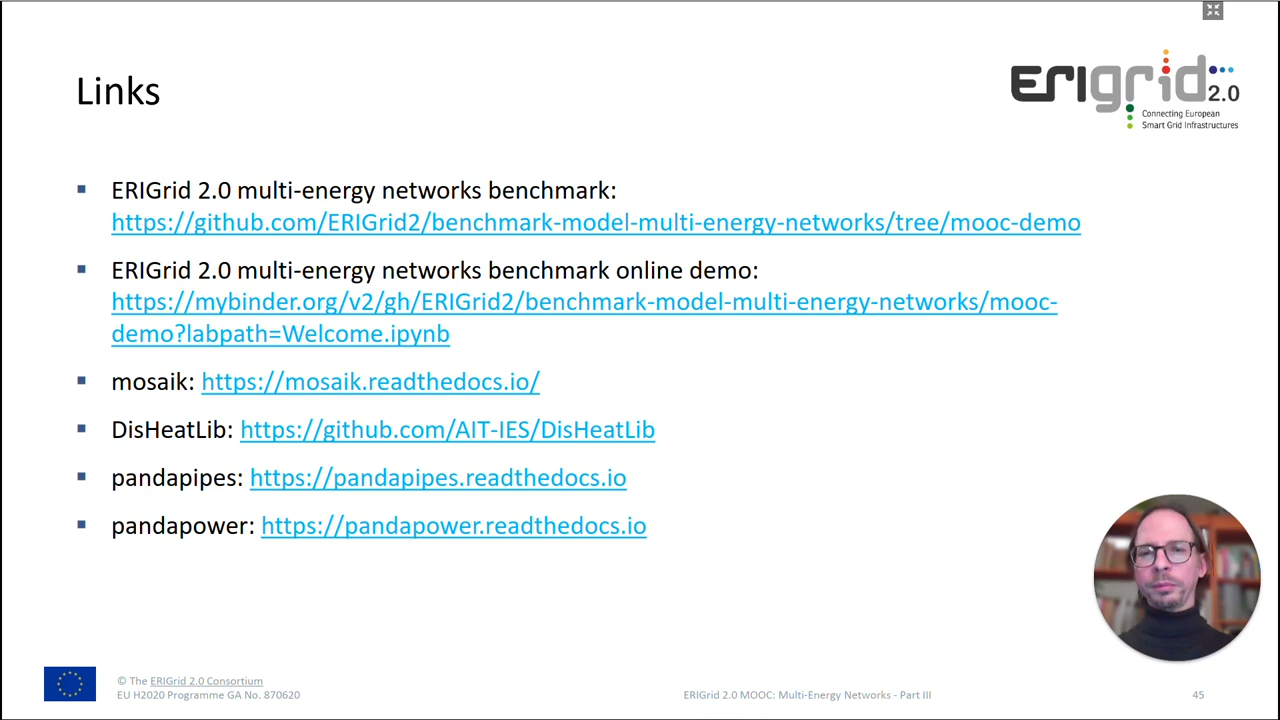 Links
ERIGrid 2.0
Connecting European
Smart Grid Infrastructures
ERIGrid 2.0 multi-energy networks benchmark:
https://github.com/ERIGrid2/benchmark-model-multi-energy-networks/tree/mooc-demo
ERIGrid 2.0 multi-energy networks benchmark online demo:
https://mybinder.org/v2/gh/ERIGrid2/benchmark-model-multi-energy-networks/mooc-
demo?labpath=Welcome.ipynb
mosaik: https://mosaik.readthedocs.io/
DisHeatLib: https://github.com/AIT-IES/DisHeatLib
pandapipes: https://pandapipes.readthedocs.io
pandapower: https://pandapower.readthedocs.io
© The ERIGrid 2.0 Consortium
EU H2020 Programme GA No. 870620
ERIGrid 2.0 MOOC: Multi-Energy Networks - Part III
45